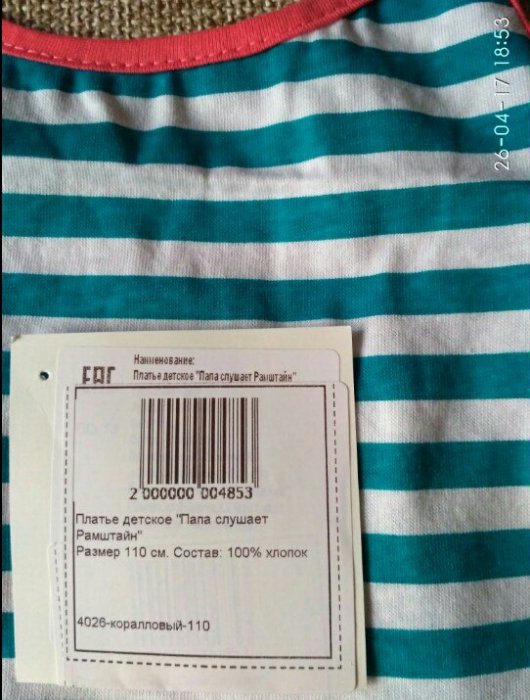 26-04-17 18:53
EAC
Наименование:
Платье детское "Папа слушает Рамштайн"
2 000000 004853
Платье детское "Папа слушает
Рамштайн"
Размер 110 см. Состав: 100% хлопок
4026-коралловый-110